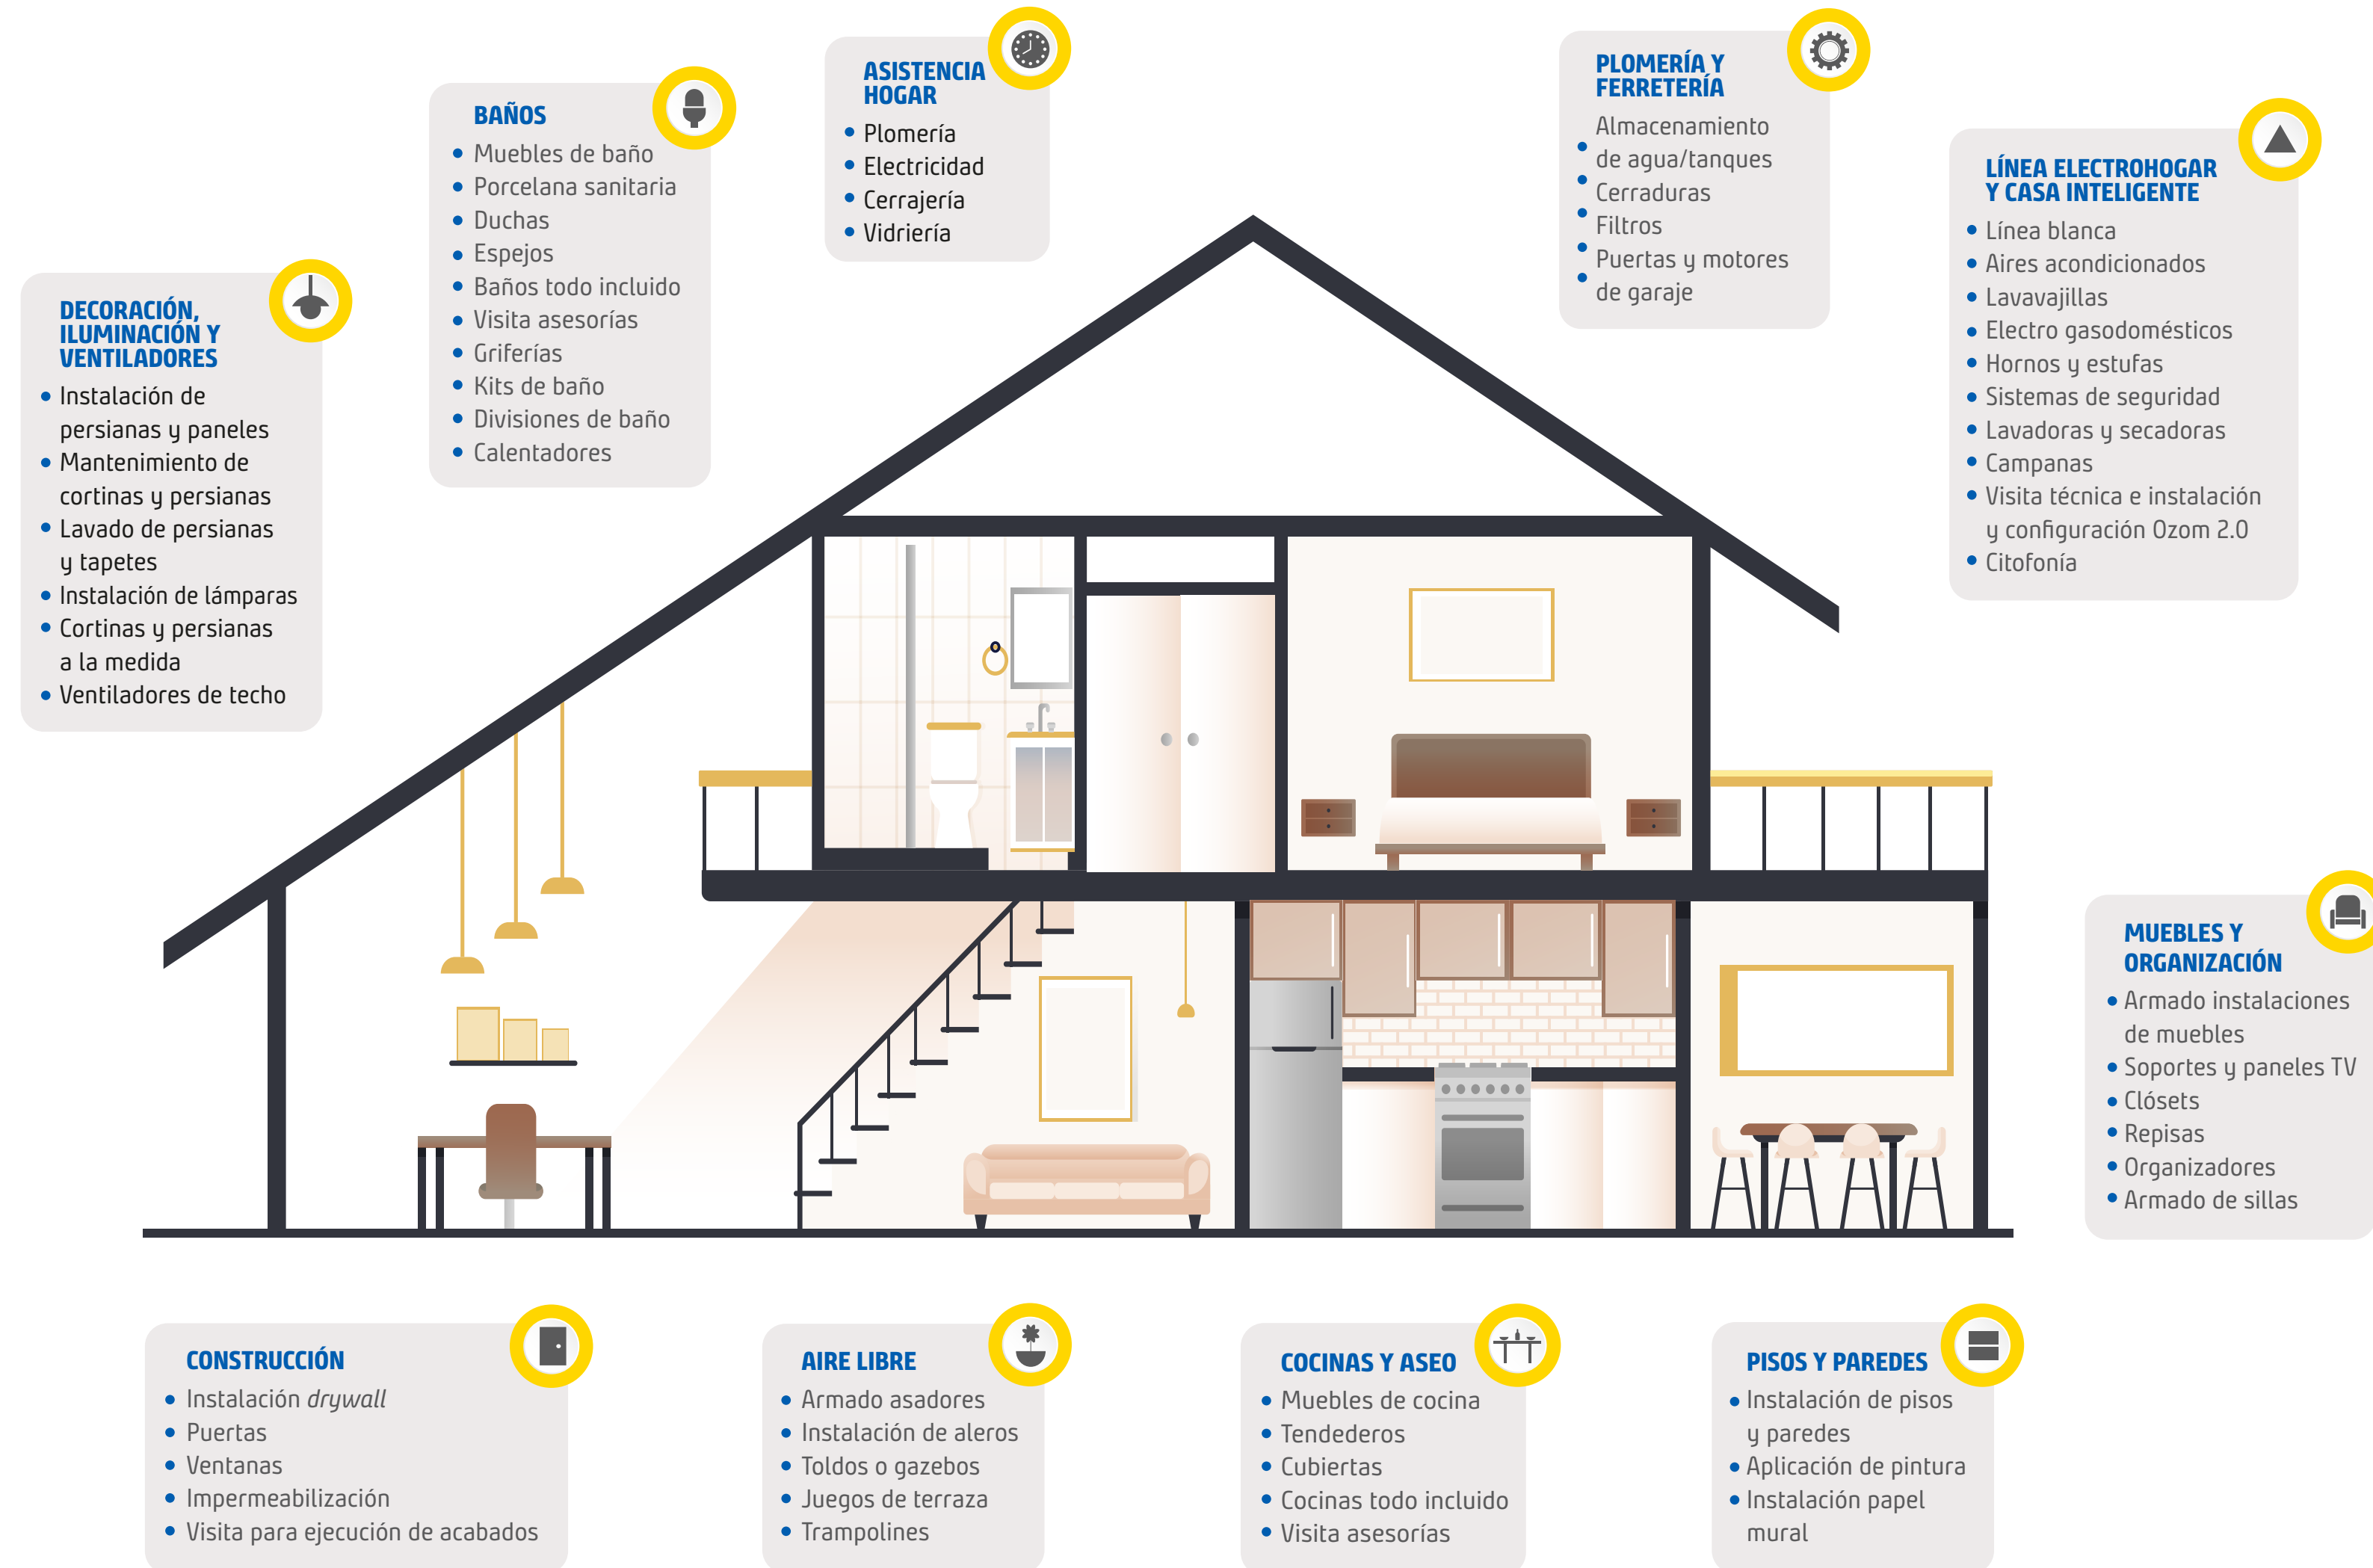 DECORACIÓN,
ILUMINACIÓN Y
VENTILADORES
Instalación de
persianas y paneles
Mantenimiento de
cortinas y persianas
Lavado de persianas
y tapetes
Instalación de lámparas
Cortinas y persianas
a la medida
Ventiladores de techo
BAÑOS
Muebles de baño
Porcelana sanitaria
Duchas
Espejos
Baños todo incluido
Visita asesorías
Griferías
Kits de baño
Divisiones de baño
Calentadores
ASISTENCIA
HOGAR
Plomería
Electricidad
Cerrajería
Vidriería
PLOMERÍA Y
FERRETERÍA
Almacenamiento
de agua/tanques
Cerraduras
Filtros
Puertas y motores
de garaje
LÍNEA ELECTROHOGAR
Y CASA INTELIGENTE
Línea blanca
Aires acondicionados
Lavavajillas
Electro gasodomésticos
Hornos y estufas
Sistemas de seguridad
Lavadoras y secadoras
Campanas
Visita técnica e instalación
y configuración Ozom 2.0
Citofonía
MUEBLES Y
ORGANIZACIÓN
Armado instalaciones
de muebles
Soportes y paneles TV
Clósets
Repisas
Organizadores
Armado de sillas
CONSTRUCCIÓN
Instalación drywall
Puertas
Ventanas
Impermeabilización
Visita para ejecución de acabados
AIRE LIBRE
Armado asadores
Instalación de aleros
Toldos o gazebos
Juegos de terraza
Trampolines
COCINAS Y ASEO
Muebles de cocina
Tendederos
Cubiertas
Cocinas todo incluido
Visita asesorías
PISOS Y PAREDES
Instalación de pisos
y paredes
Aplicación de pintura
Instalación papel
mural